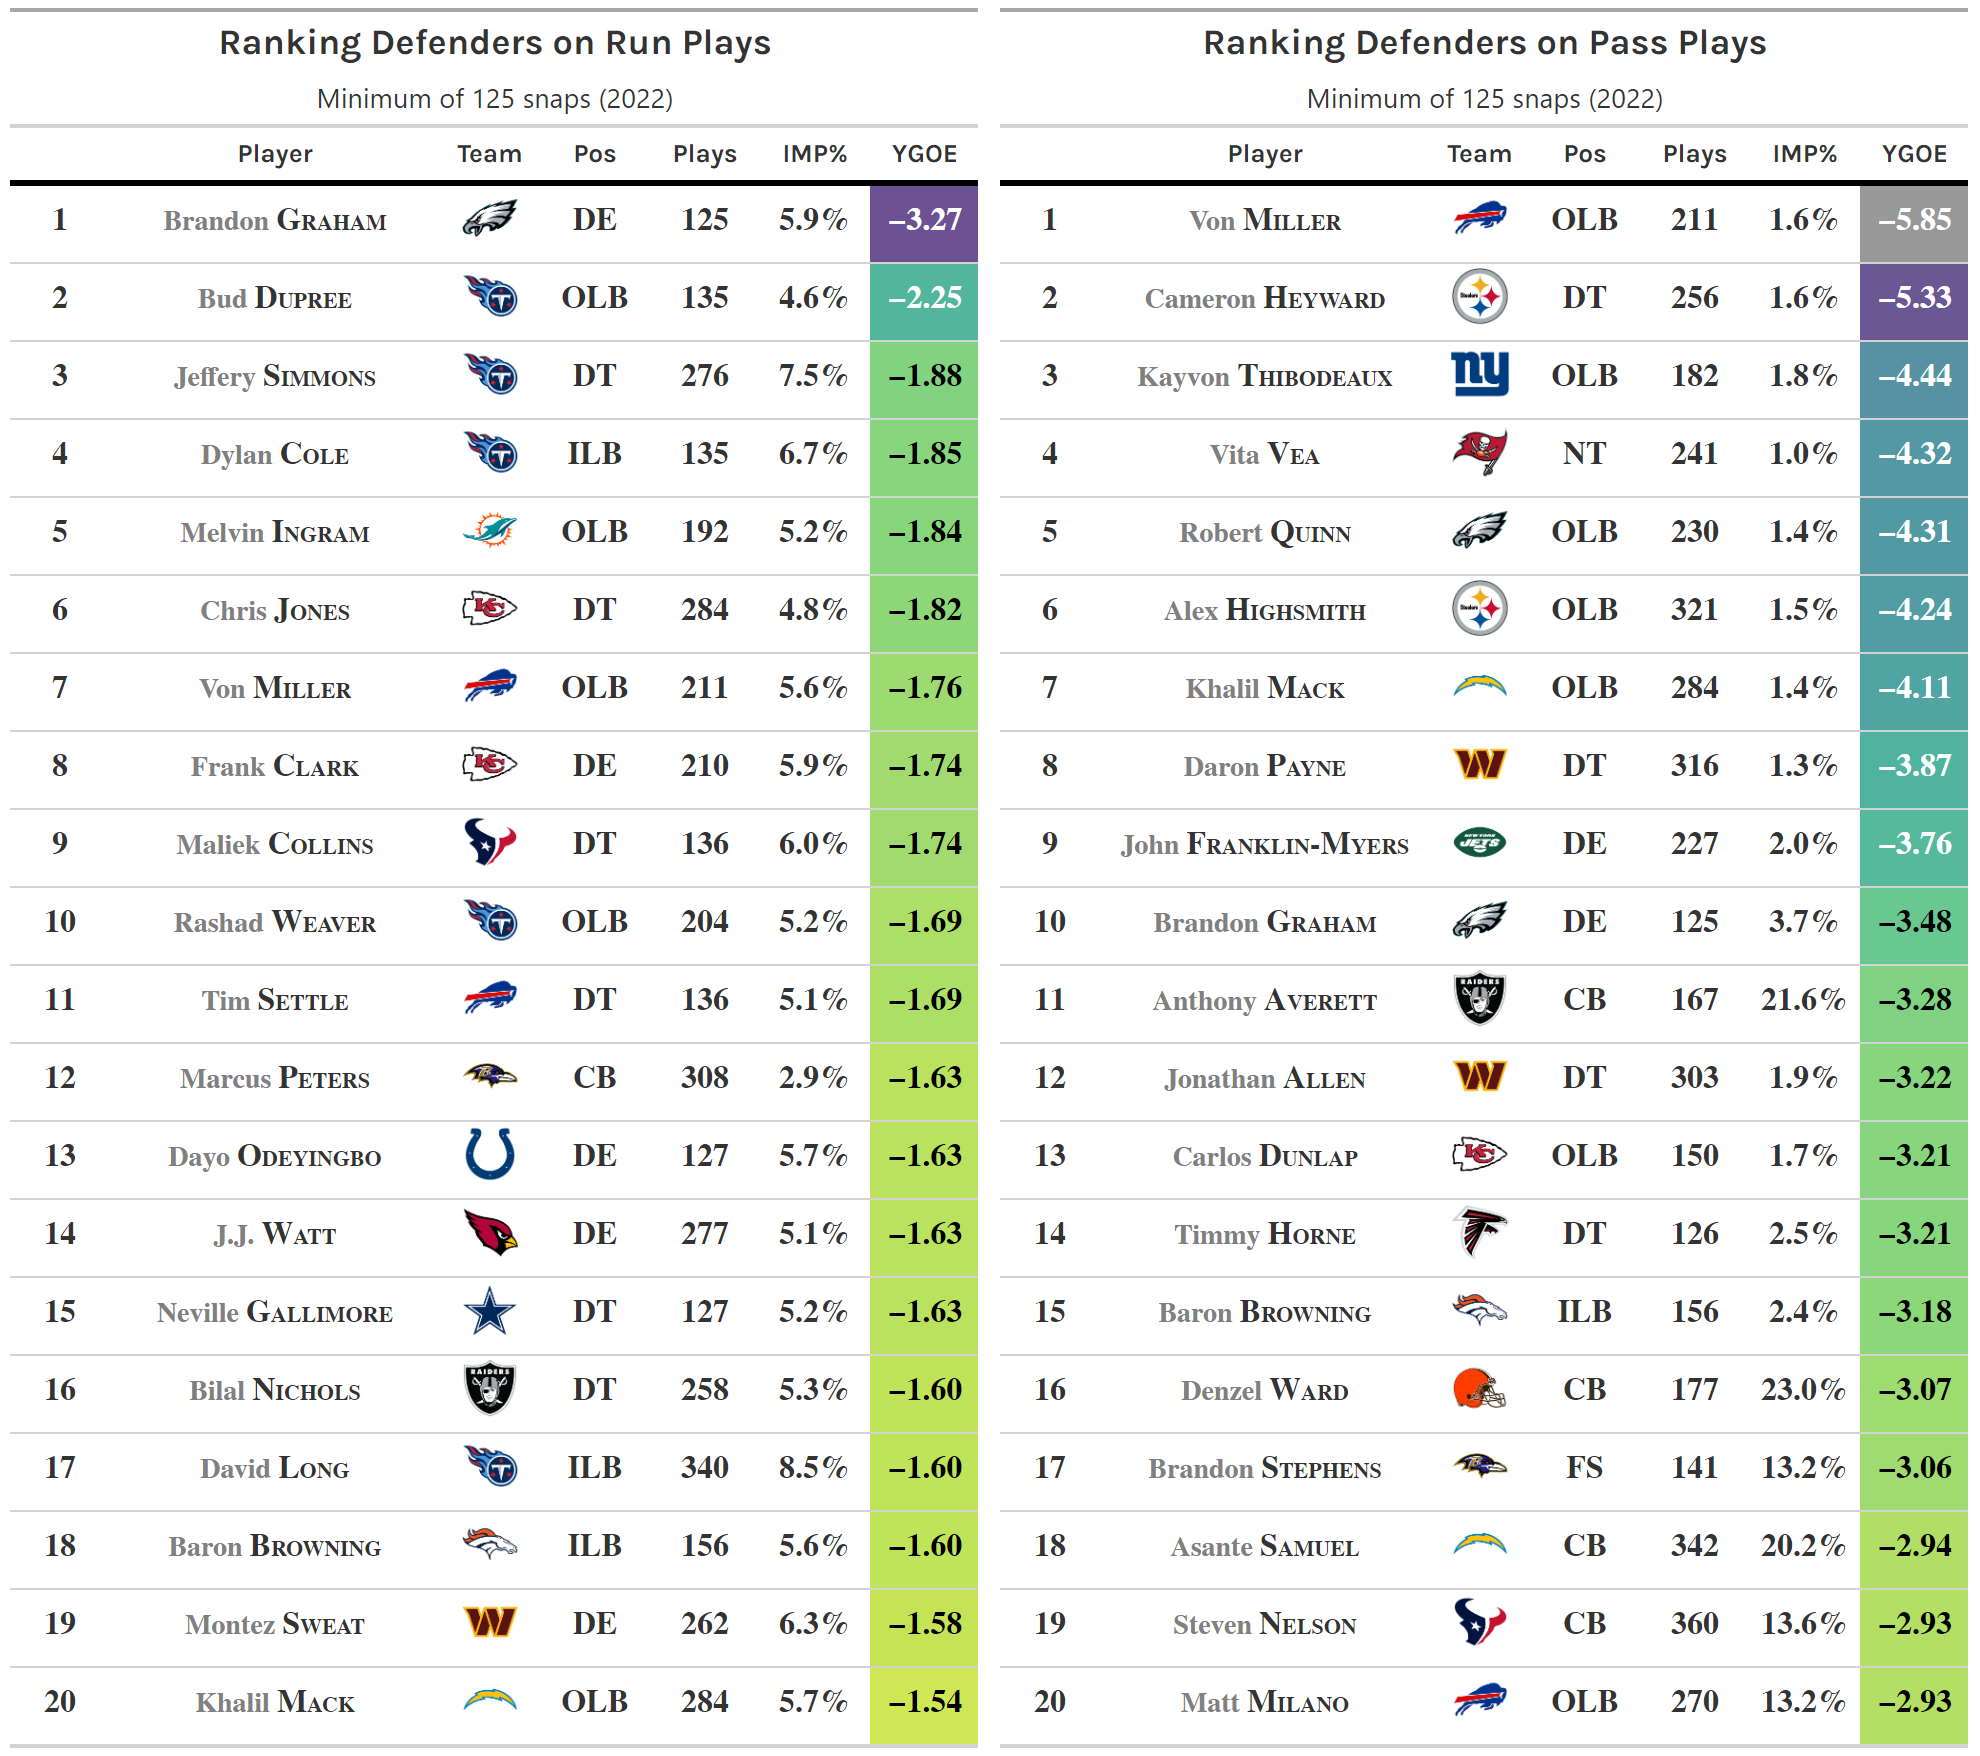 Ranking Defenders on Run Plays
Minimum of 125 snaps (2022)
Player Team Pos Plays IMP% YGOE
1 Brandon GRAHAM DE 125 5.9% −3.27
2 Bud DUPREE OLB 135 4.6% −2.25
3 Jeffery SIMMONS DT 276 7.5% −1.88
4 Dylan COLE ILB 135 6.7% −1.85
5 Melvin INGRAM OLB 192 5.2% −1.84
6 Chris JONES DT 284 4.8% −1.82
7 Von MILLER OLB 211 5.6% −1.76
8 Frank CLARK DE 210 5.9% −1.74
9 Maliek COLLINS DT 136 6.0% −1.74
10 Rashad WEAVER OLB 204 5.2% −1.69
11 Tim SETTLE DT 136 5.1% −1.69
12 Marcus PETERS CB 308 2.9% −1.63
13 Dayo ODEYINGBO DE 127 5.7% −1.63
14 J.J. WATT DE 277 5.1% −1.63
15 Neville GALLIMORE DT 127 5.2% −1.63
16 Bilal NICHOLS RAIDERS DT 258 5.3% −1.60
17 David LONG ILB 340 8.5% −1.60
18 Baron BROWNING ILB 156 5.6% −1.60
19 Montez SWEAT DE 262 6.3% −1.58
20 Khalil MACK OLB 284 5.7% −1.54
Ranking Defenders on Pass Plays
Minimum of 125 snaps (2022)
Player Team Pos Plays IMP% YGOE
1 Von MILLER OLB 211 1.6% −5.85
2 Cameron HEYWARD Steelers DT 256 1.6% −5.33
3 Kayvon THIBODEAUX ny OLB 182 1.8% −4.44
4 Vita VEA NT 241 1.0% −4.32
5 Robert QUINN OLB 230 1.4% −4.31
6 Alex HIGHSMITH Steelers OLB 321 1.5% −4.24
7 Khalil MACK OLB 284 1.4% −4.11
8 Daron PAYNE W DT 316 1.3% −3.87
9 John FRANKLIN-MYERS NEW YORK JETS DE 227 2.0% −3.76
10 Brandon GRAHAM DE 125 3.7% −3.48
11 Anthony AVERETT RAIDERS CB 167 21.6% −3.28
12 Jonathan ALLEN W DT 303 1.9% −3.22
13 Carlos DUNLAP KC OLB 150 1.7% −3.21
14 Timmy HORNE DT 126 2.5% −3.21
15 Baron BROWNING ILB 156 2.4% −3.18
16 Denzel WARD CB 177 23.0% −3.07
17 Brandon STEPHENS FS 141 13.2% −3.06
18 Asante SAMUEL CB 342 20.2% −2.94
19 Steven NELSON CB 360 13.6% −2.93
20 Matt MILANO OLB 270 13.2% −2.93